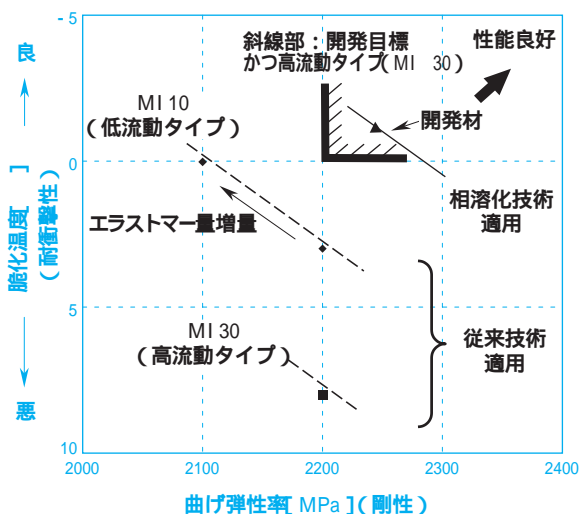 - 5
0
5
10
2000
2100
2200
2300
2400
良
脆化温度[ ]
(耐衝撃性)
悪
曲げ弾性率[ MPa ](剛性)
斜線部:開発目標
かつ高流動タイプ(MI 30)
性能良好
開発材
相溶化技術
適用
MI 10
(低流動タイプ)
エラストマー量増量
MI 30
(高流動タイプ)
従来技術
適用